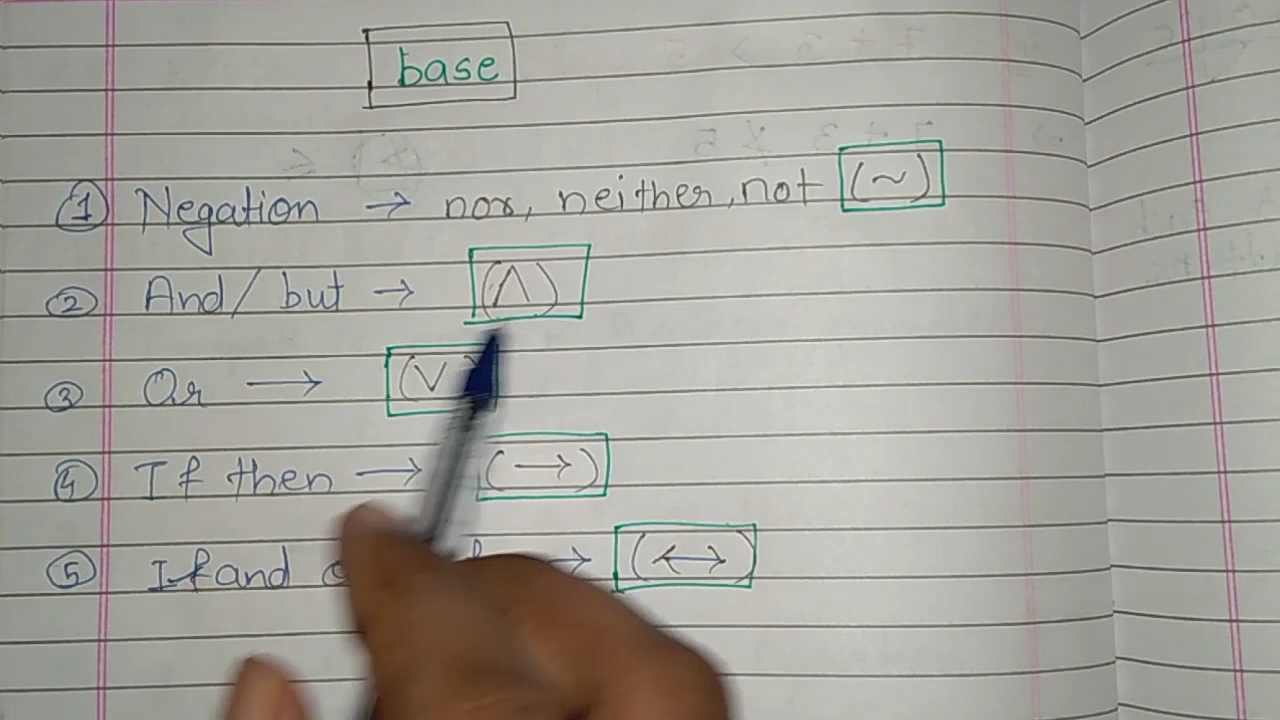 base
① Negation → nor, neither, not (~)
② And/ but → (∧)
③ Or → (∨)
④ If then → (→)
⑤ If and → (↔)